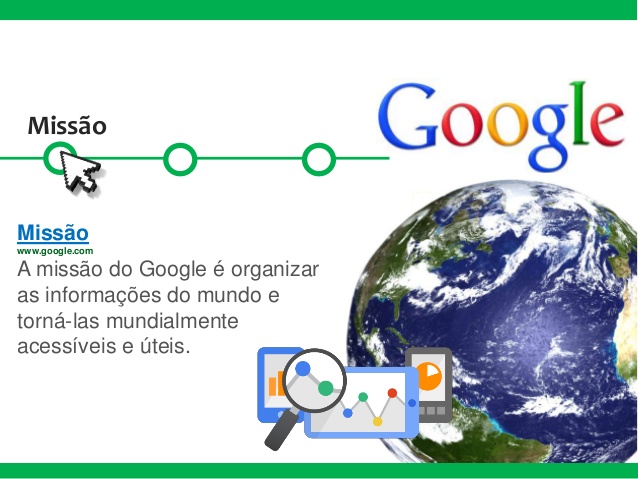 Missão
Google
Missão
www.google.com
A missão do Google é organizar
as informações do mundo e
torná-las mundialmente
acessíveis e úteis.